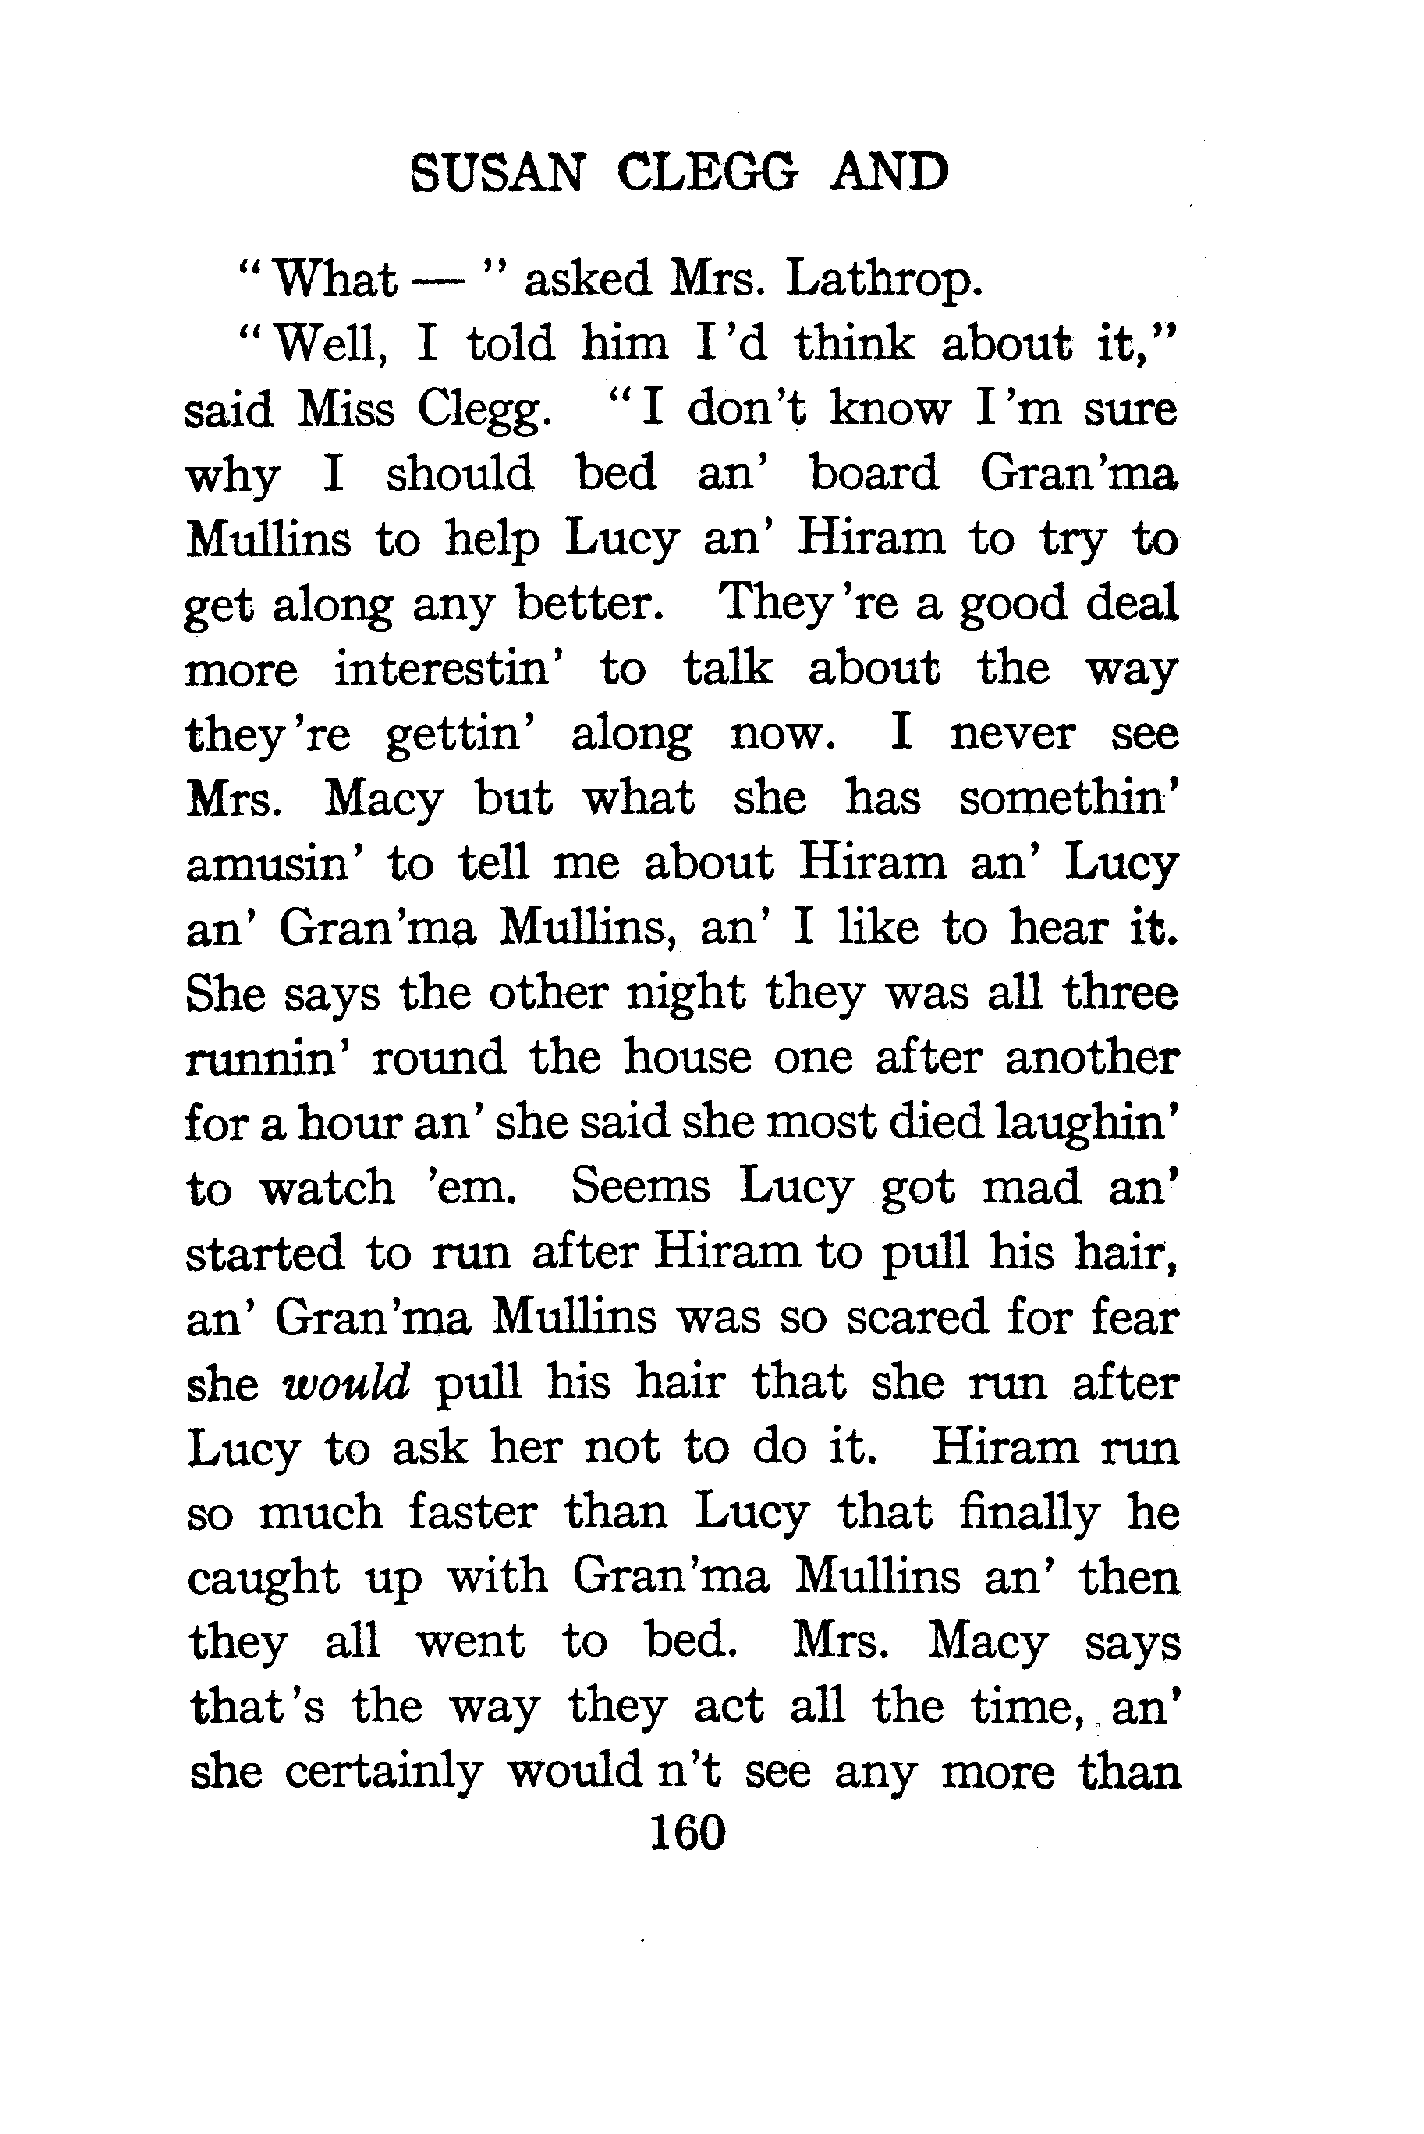 SUSAN CLEGG AND
“ What — ” asked Mrs. Lathrop.
“ Well, I told him I 'd think about it,”
said Miss Clegg. “ I don't know I 'm sure
why I should bed an' board Gran'ma
Mullins to help Lucy an' Hiram to try to
get along any better. They 're a good deal
more interestin' to talk about the way
they 're gettin' along now. I never see
Mrs. Macy but what she has somethin'
amusin' to tell me about Hiram an' Lucy
an' Gran'ma Mullins, an' I like to hear it.
She says the other night they was all three
runnin' round the house one after another
for a hour an' she said she most died laughin'
to watch 'em. Seems Lucy got mad an'
started to run after Hiram to pull his hair,
an' Gran'ma Mullins was so scared for fear
she would pull his hair that she run after
Lucy to ask her not to do it. Hiram run
so much faster than Lucy that finally he
caught up with Gran'ma Mullins an' then
they all went to bed. Mrs. Macy says
that 's the way they act all the time, an'
she certainly would n't see any more than
160